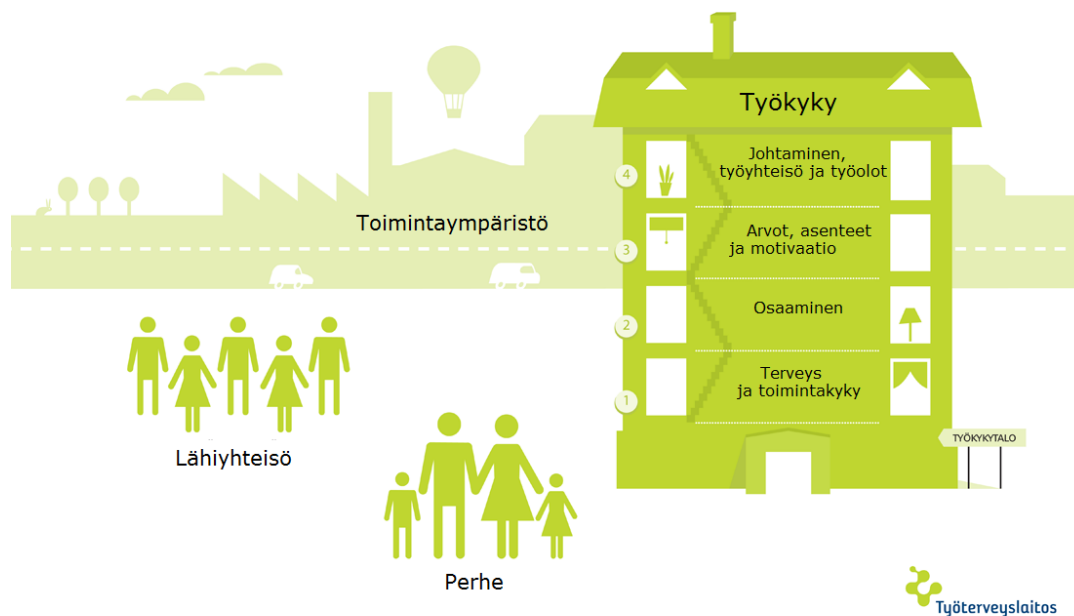 Työkyky
4
Johtaminen,
työyhteisö ja työolot
Toimintaympäristö
3
Arvot, asenteet
ja motivaatio
2
Osaaminen
1
Terveys
ja toimintakyky
TYÖKYKYTALO
Lähiyhteisö
Perhe
Työterveyslaitos